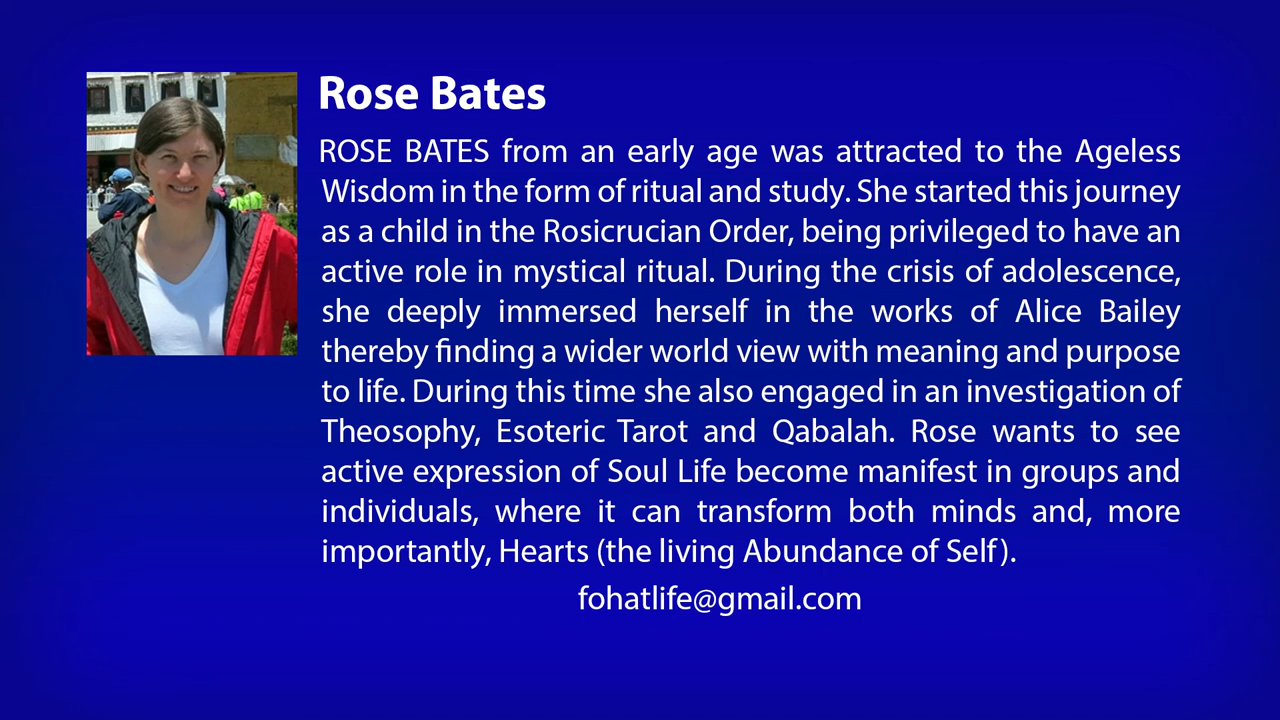 Rose Bates
ROSE BATES from an early age was attracted to the Ageless
Wisdom in the form of ritual and study. She started this journey
as a child in the Rosicrucian Order, being privileged to have an
active role in mystical ritual. During the crisis of adolescence,
she deeply immersed herself in the works of Alice Bailey
thereby finding a wider world view with meaning and purpose
to life. During this time she also engaged in an investigation of
Theosophy, Esoteric Tarot and Qabalah. Rose wants to see
active expression of Soul Life become manifest in groups and
individuals, where it can transform both minds and, more
importantly, Hearts (the living Abundance of Self).
fohatlife@gmail.com